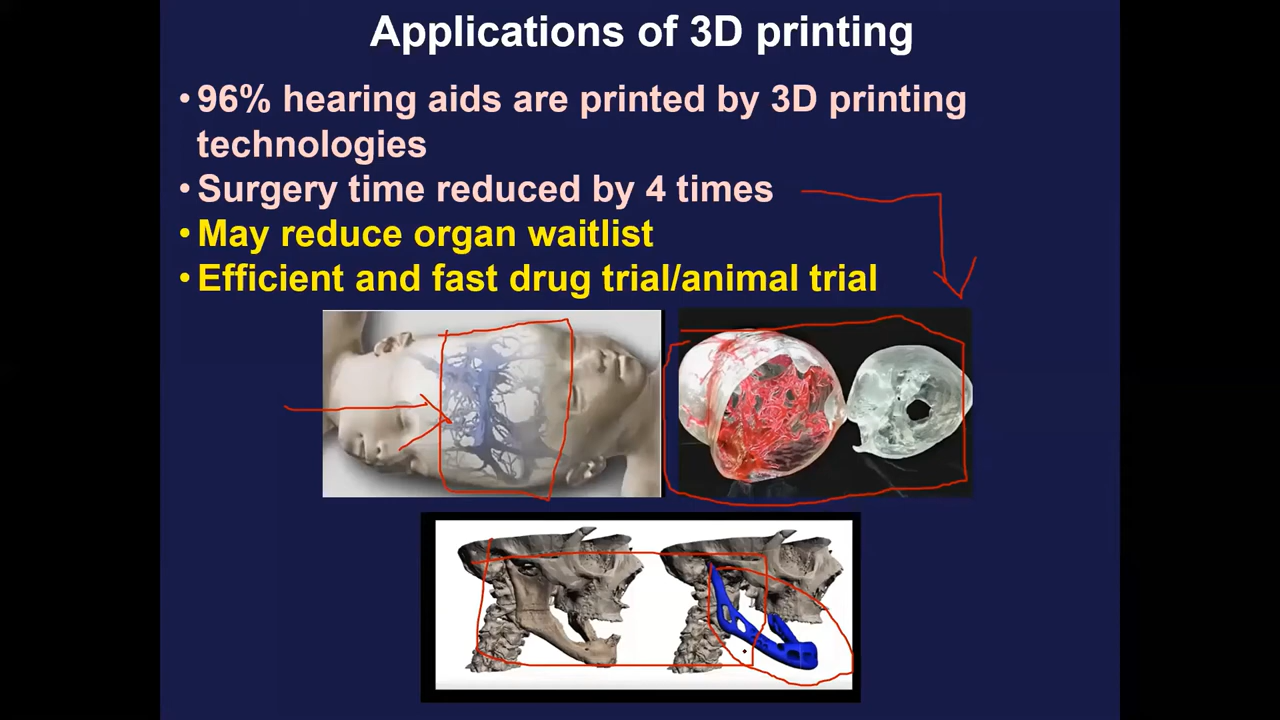 Applications of 3D printing
• 96% hearing aids are printed by 3D printing
technologies
• Surgery time reduced by 4 times
• May reduce organ waitlist
• Efficient and fast drug trial/animal trial